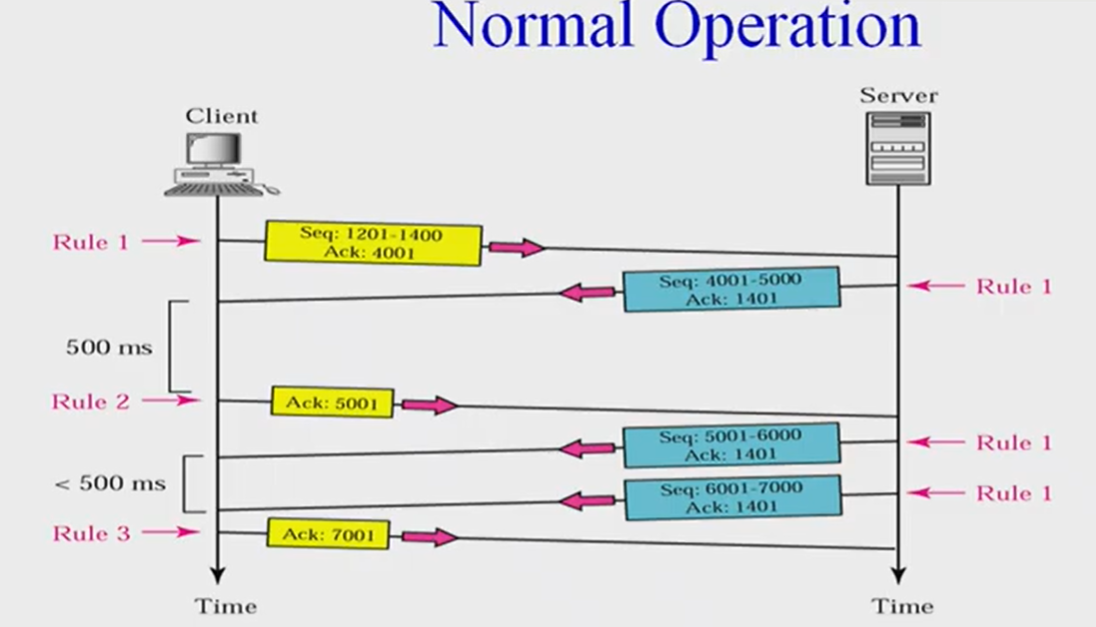 Normal Operation
Client
Server
Rule 1
Seq: 1201-1400
Ack: 4001
Seq: 4001-5000
Ack: 1401
Rule 1
500 ms
Rule 2
Ack: 5001
Seq: 5001-6000
Ack: 1401
Rule 1
< 500 ms
Seq: 6001-7000
Ack: 1401
Rule 1
Rule 3
Ack: 7001
Time
Time